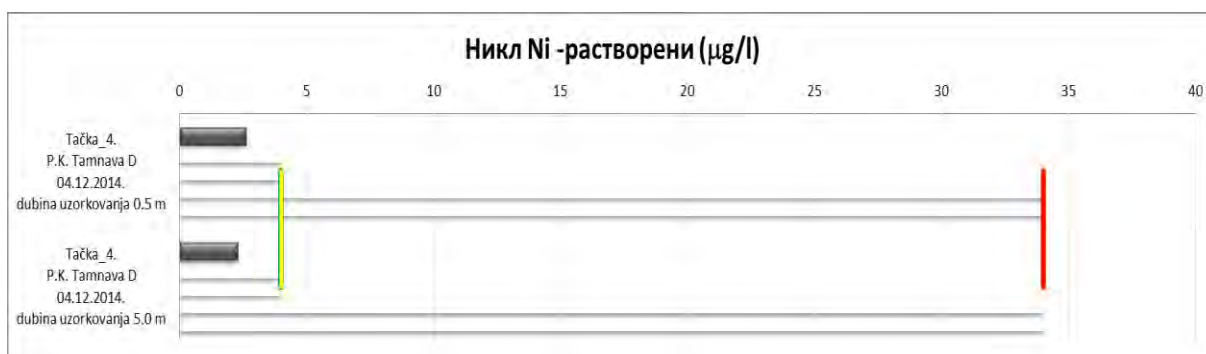 Никл Ni -растворени (μg/l)
0 5 10 15 20 25 30 35 40
Tačka_4.
P.K. Tamnava D
04.12.2014.
dubina uzorkovanja 0.5 m
Tačka_4.
P.K. Tamnava D
04.12.2014.
dubina uzorkovanja 5.0 m